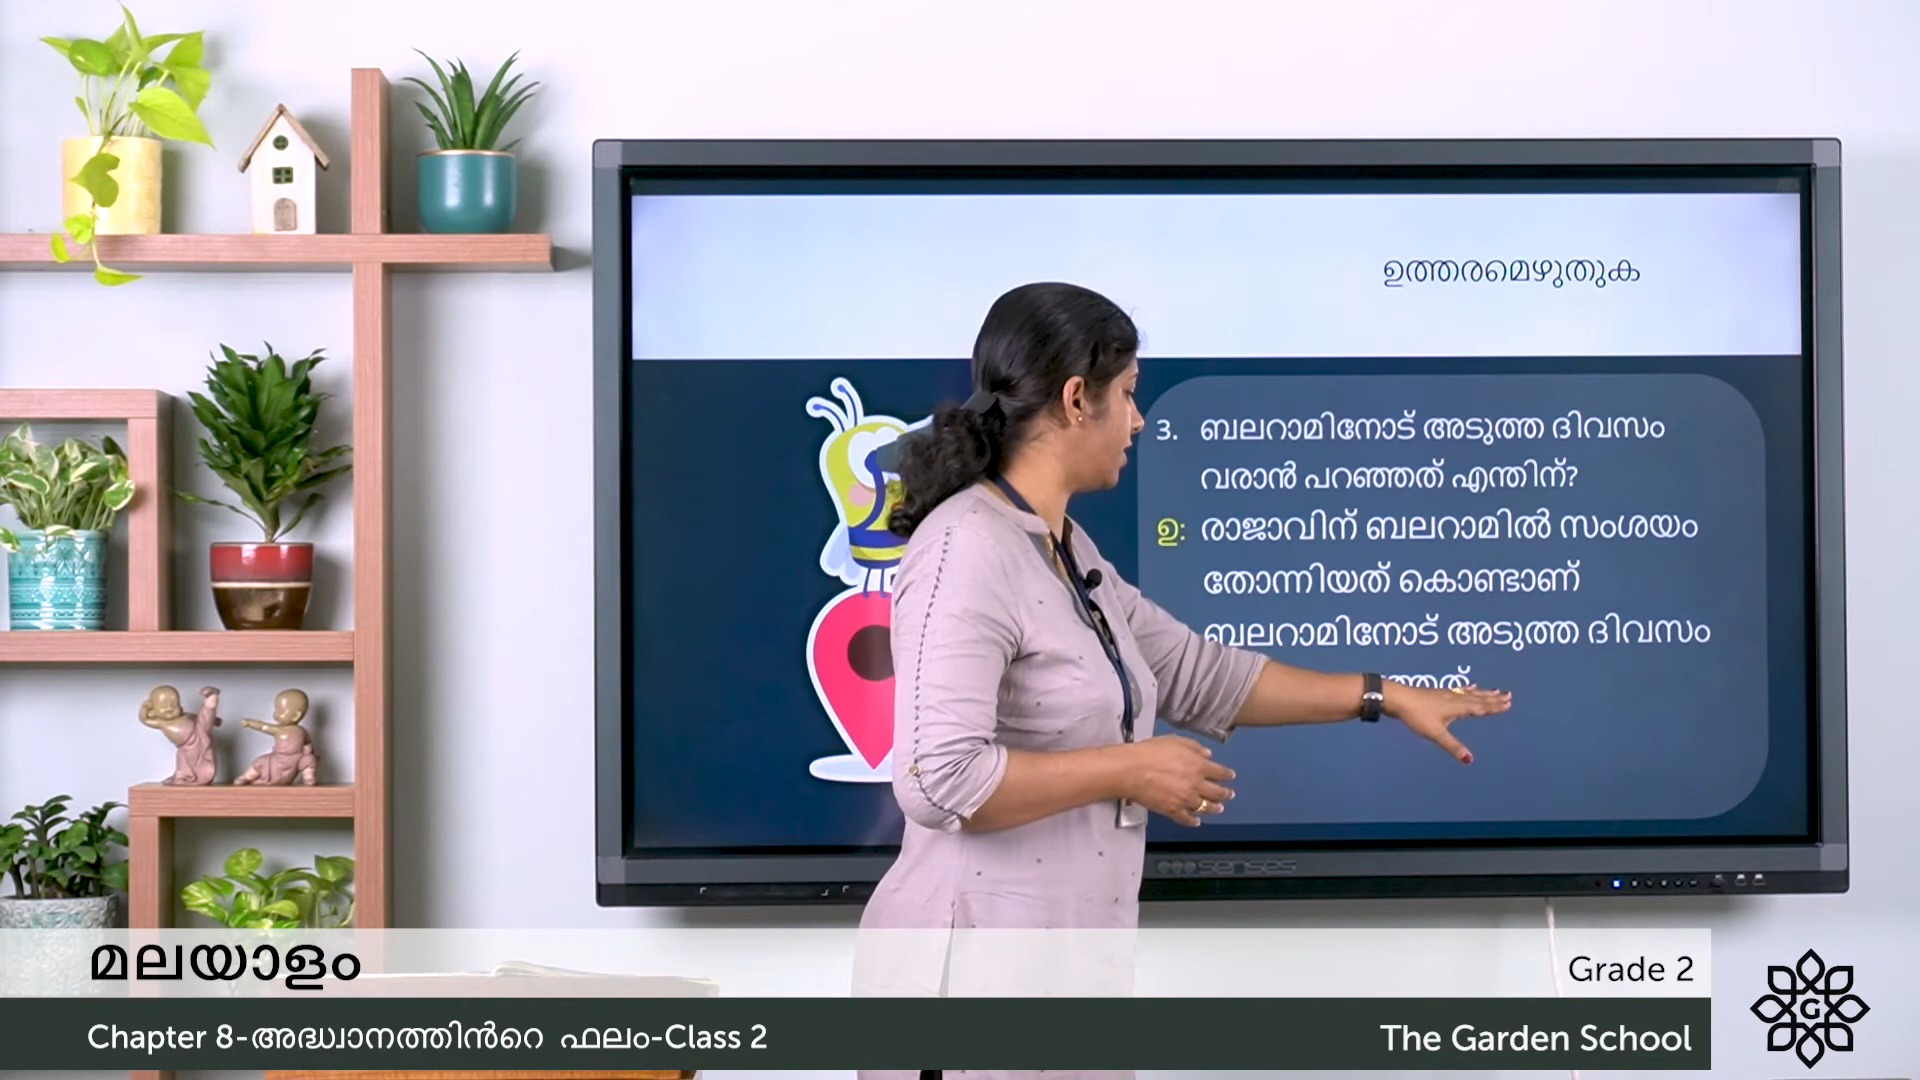 ഉത്തരമെഴുതുക
3. ബലറാമിനോട് അടുത്ത ദിവസം
വരാൻ പറഞ്ഞത് എന്തിന്?
ഉ: രാജാവിന് ബലറാമിൽ സംശയം
തോന്നിയത് കൊണ്ടാണ്
ബലറാമിനോട് അടുത്ത ദിവസം
senses
മലയാളം
Grade 2
Chapter 8-അദ്ധ്വാനത്തിൻറെ ഫലം-Class 2
The Garden School
G